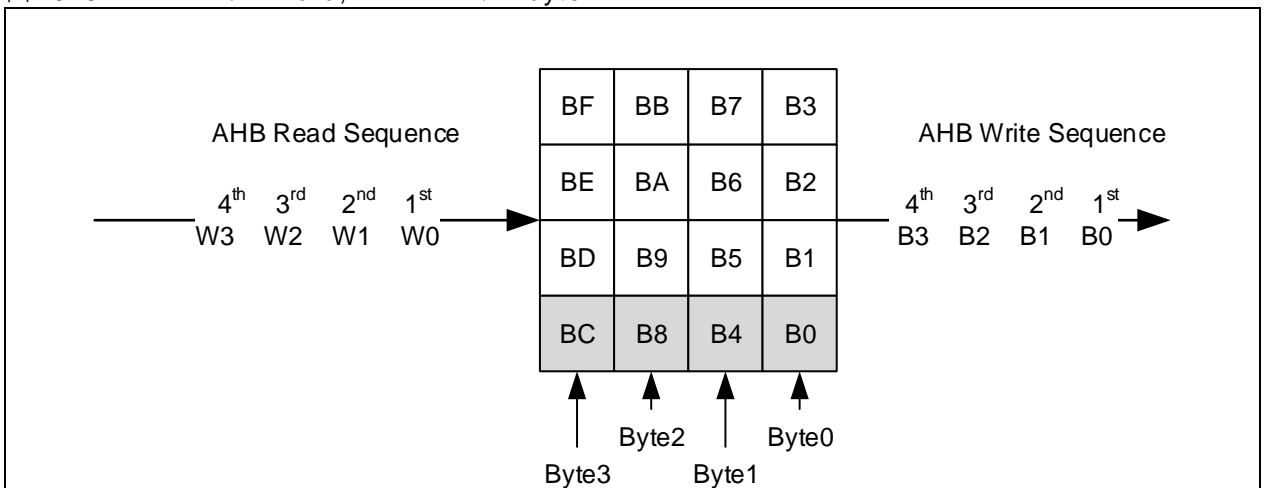 BF BB B7 B3
AHB Read Sequence
AHB Write Sequence
BE BA B6 B2
4th 3rd 2nd 1st
W3 W2 W1 W0
4th 3rd 2nd 1st
B3 B2 B1 B0
BD B9 B5 B1
BC B8 B4 B0
Byte2 Byte0
Byte3 Byte1